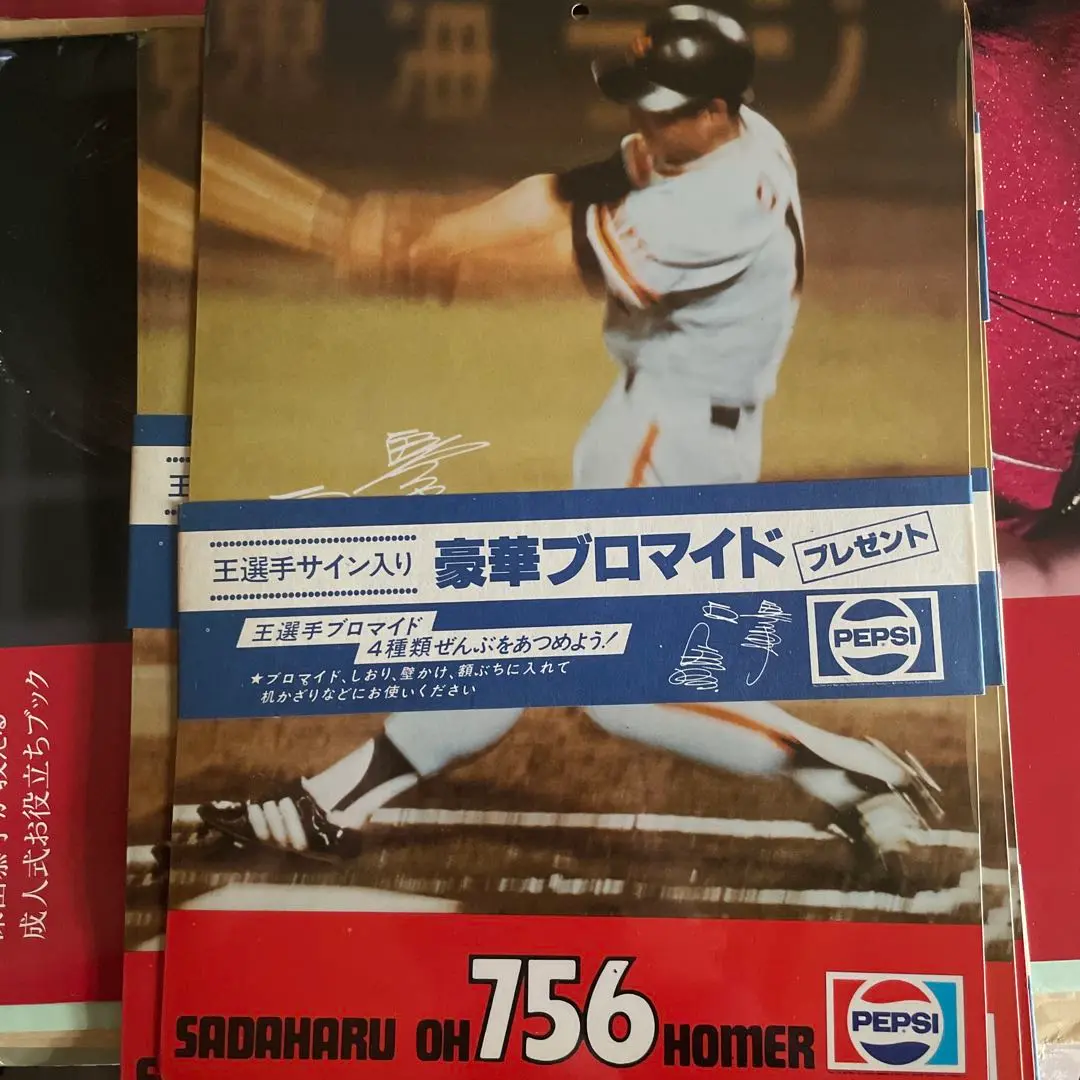 王選手サイン入り
豪華ブロマイド
プレゼント
王選手ブロマイド
4種類ぜんぶをあつめよう!
★ブロマイド、しおり、壁かけ、額ぶちに入れて
机かざりなどにお使いください
PEPSI
SADAHARU OH 756 HOMER
PEPSI
王
成人式お役立ちブック